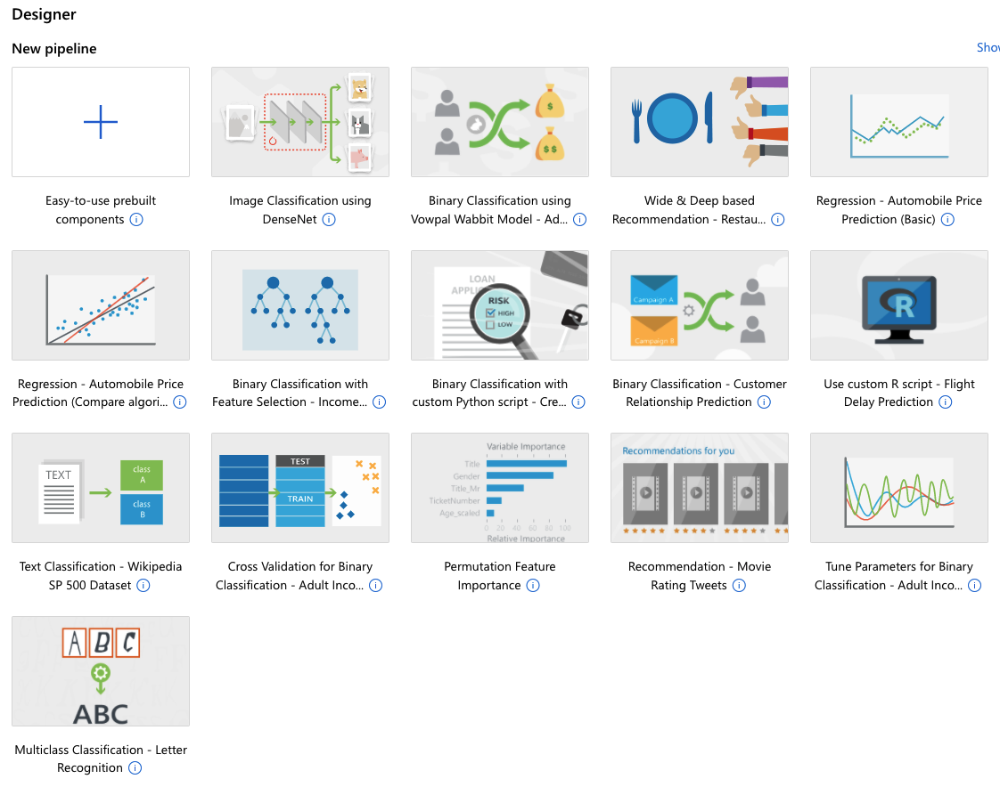 Designer
New pipeline
Show
$
$ $
Easy-to-use prebuilt
components
Image Classification using
DenseNet
Binary Classification using
Vowpal Wabbit Model - Ad...
Wide & Deep based
Recommendation - Restau...
Regression - Automobile Price
Prediction (Basic)
LOAN
APPLI
RISK
HIGH
LOW
Campaign A
Campaign B
R
Regression - Automobile Price
Prediction (Compare algori...
Binary Classification with
Feature Selection - Income...
Binary Classification with
custom Python script - Cre...
Binary Classification - Customer
Relationship Prediction
Use custom R script - Flight
Delay Prediction
TEXT
class
A
class
B
TEST
TRAIN
Variable Importance
Title
Gender
Title_Mr
TicketNumber
Age_scaled
0 20 40 60 80 100
Relative Importance
Recommendations for you
Text Classification - Wikipedia
SP 500 Dataset
Cross Validation for Binary
Classification - Adult Inco...
Permutation Feature
Importance
Recommendation - Movie
Rating Tweets
Tune Parameters for Binary
Classification - Adult Inco...
A B C
ABC
Multiclass Classification - Letter
Recognition